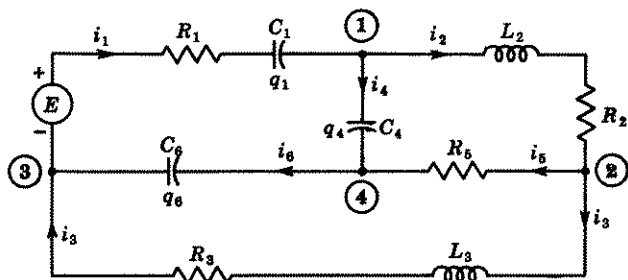 i₁ R₁ C₁ q₁ 1 i₂ L₂
+ E −
i₄ R₂
q₄ C₄
3 C₆ q₆ i₆ 4 R₅ i₅ 2
i₃ R₃ L₃ i₃